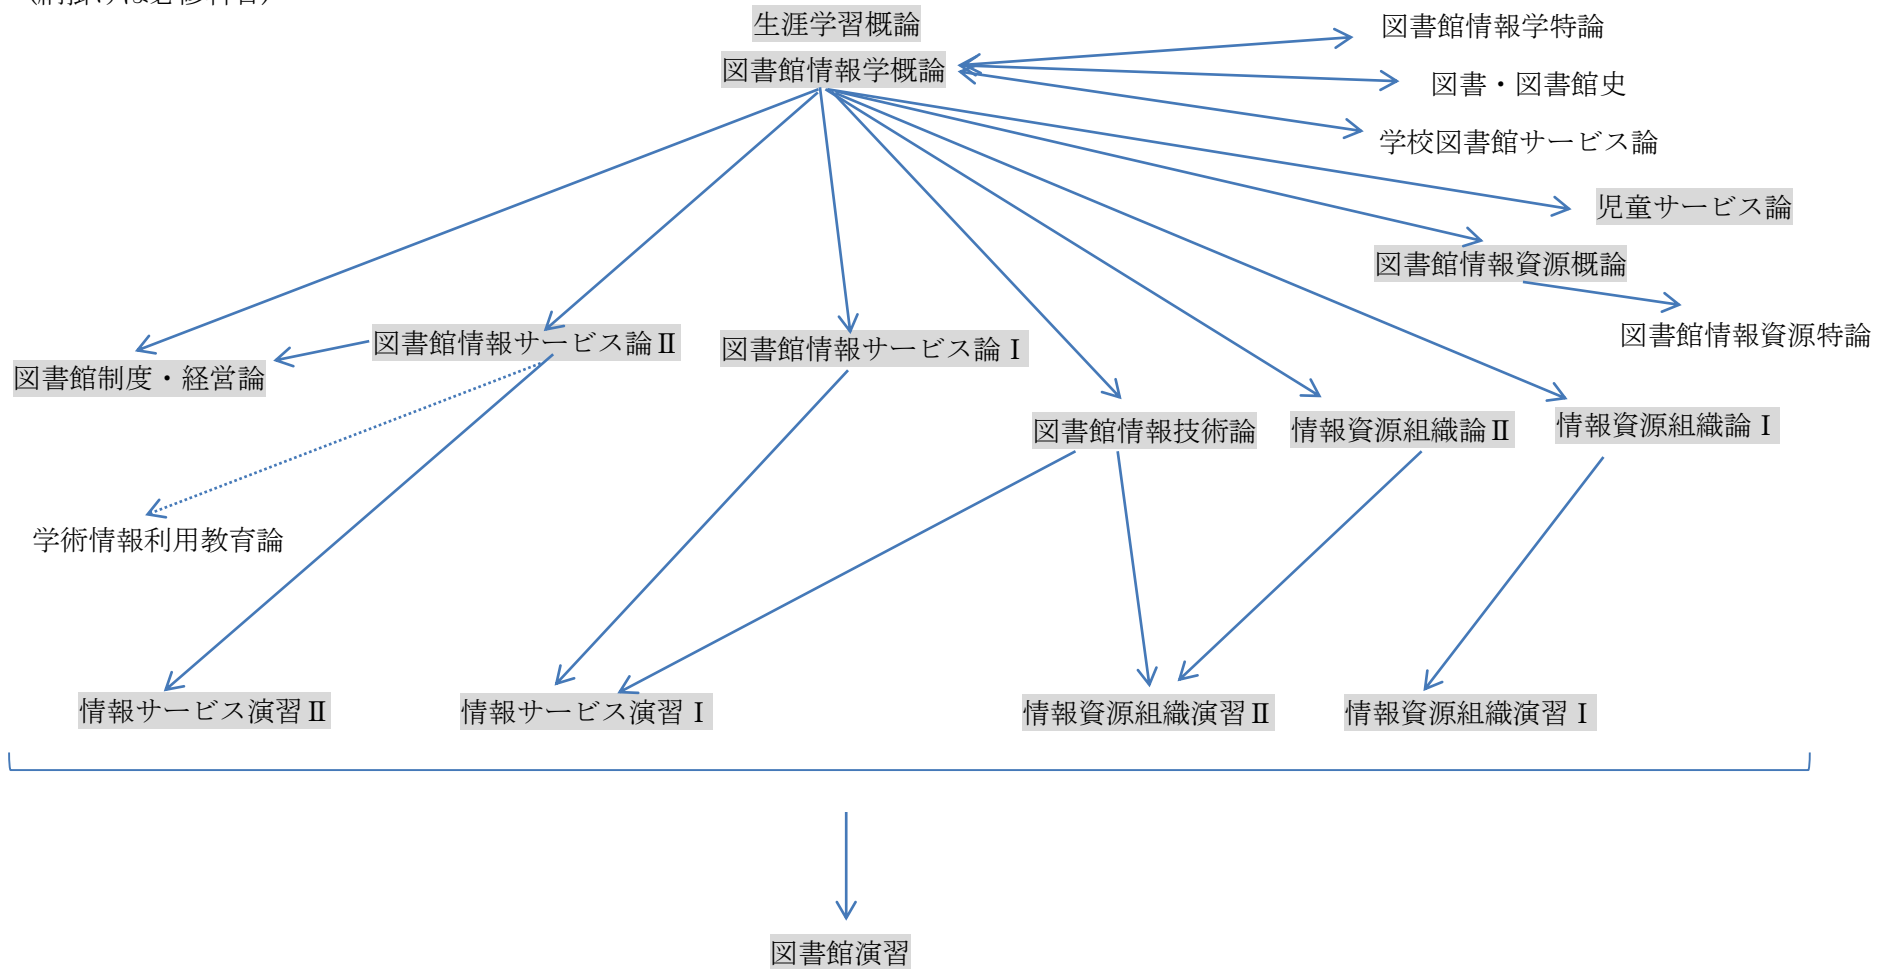 生涯学習概論
図書館情報学概論
図書館情報学特論
図書・図書館史
学校図書館サービス論
児童サービス論
図書館情報資源概論
図書館情報資源特論
図書館情報サービス論Ⅱ
図書館情報サービス論Ⅰ
図書館制度・経営論
図書館情報技術論
情報資源組織論Ⅱ
情報資源組織論Ⅰ
学術情報利用教育論
情報サービス演習Ⅱ
情報サービス演習Ⅰ
情報資源組織演習Ⅱ
情報資源組織演習Ⅰ
図書館演習